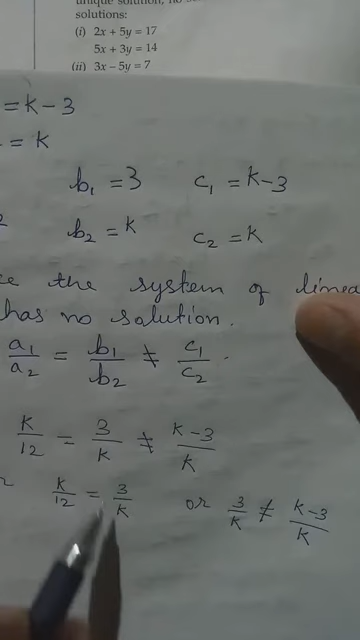 solutions:
(i) 2x + 5y = 17
5x + 3y = 14
(ii) 3x – 5y = 7
= k-3
= k
b₁ = 3 c₁ = k-3
b₂ = k c₂ = k
the system of linea
has no solution.
a₁/a₂ = b₁/b₂ ≠ c₁/c₂.
k/12 = 3/k ≠ k-3/k
k/12 = 3/k or 3/k ≠ k-3/k